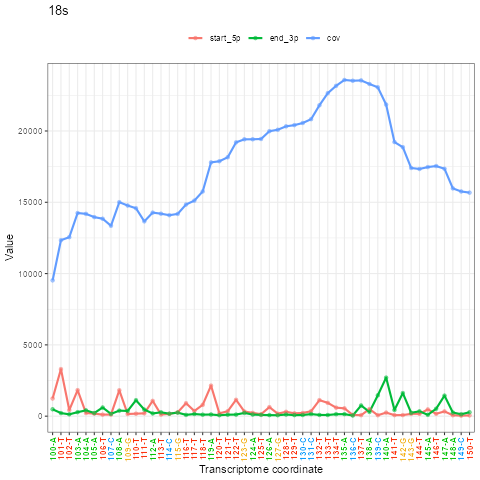 18s
start_5p end_3p cov
Value
20000
15000
10000
5000
0
100-A 101-T 102-T 103-A 104-A 105-A 106-T 107-C 108-A 109-G 110-T 111-T 112-A 113-T 114-C 115-G 116-T 117-T 118-T 119-A 120-T 121-T 122-T 123-G 124-A 125-T 126-A 127-G 128-T 129-T 130-C 131-C 132-T 133-T 134-T 135-A 136-C 137-T 138-A 139-C 140-A 141-T 142-G 143-G 144-T 145-A 146-T 147-A 148-A 149-C 150-T
Transcriptome coordinate